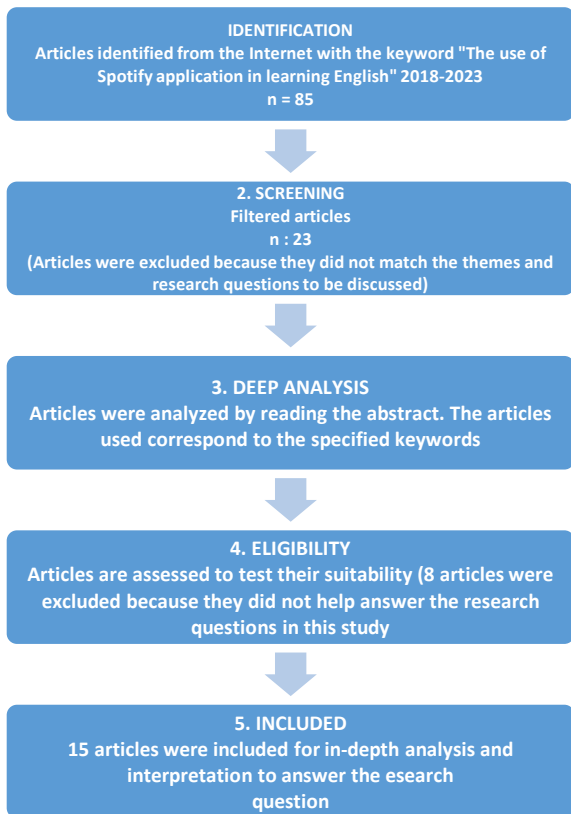 IDENTIFICATION
Articles identified from the Internet with the keyword "The use of
Spotify application in learning English" 2018-2023
n = 85
2. SCREENING
Filtered articles
n : 23
(Articles were excluded because they did not match the themes and
research questions to be discussed)
3. DEEP ANALYSIS
Articles were analyzed by reading the abstract. The articles
used correspond to the specified keywords
4. ELIGIBILITY
Articles are assessed to test their suitability (8 articles were
excluded because they did not help answer the research
questions in this study
5. INCLUDED
15 articles were included for in-depth analysis and
interpretation to answer the esearch
question